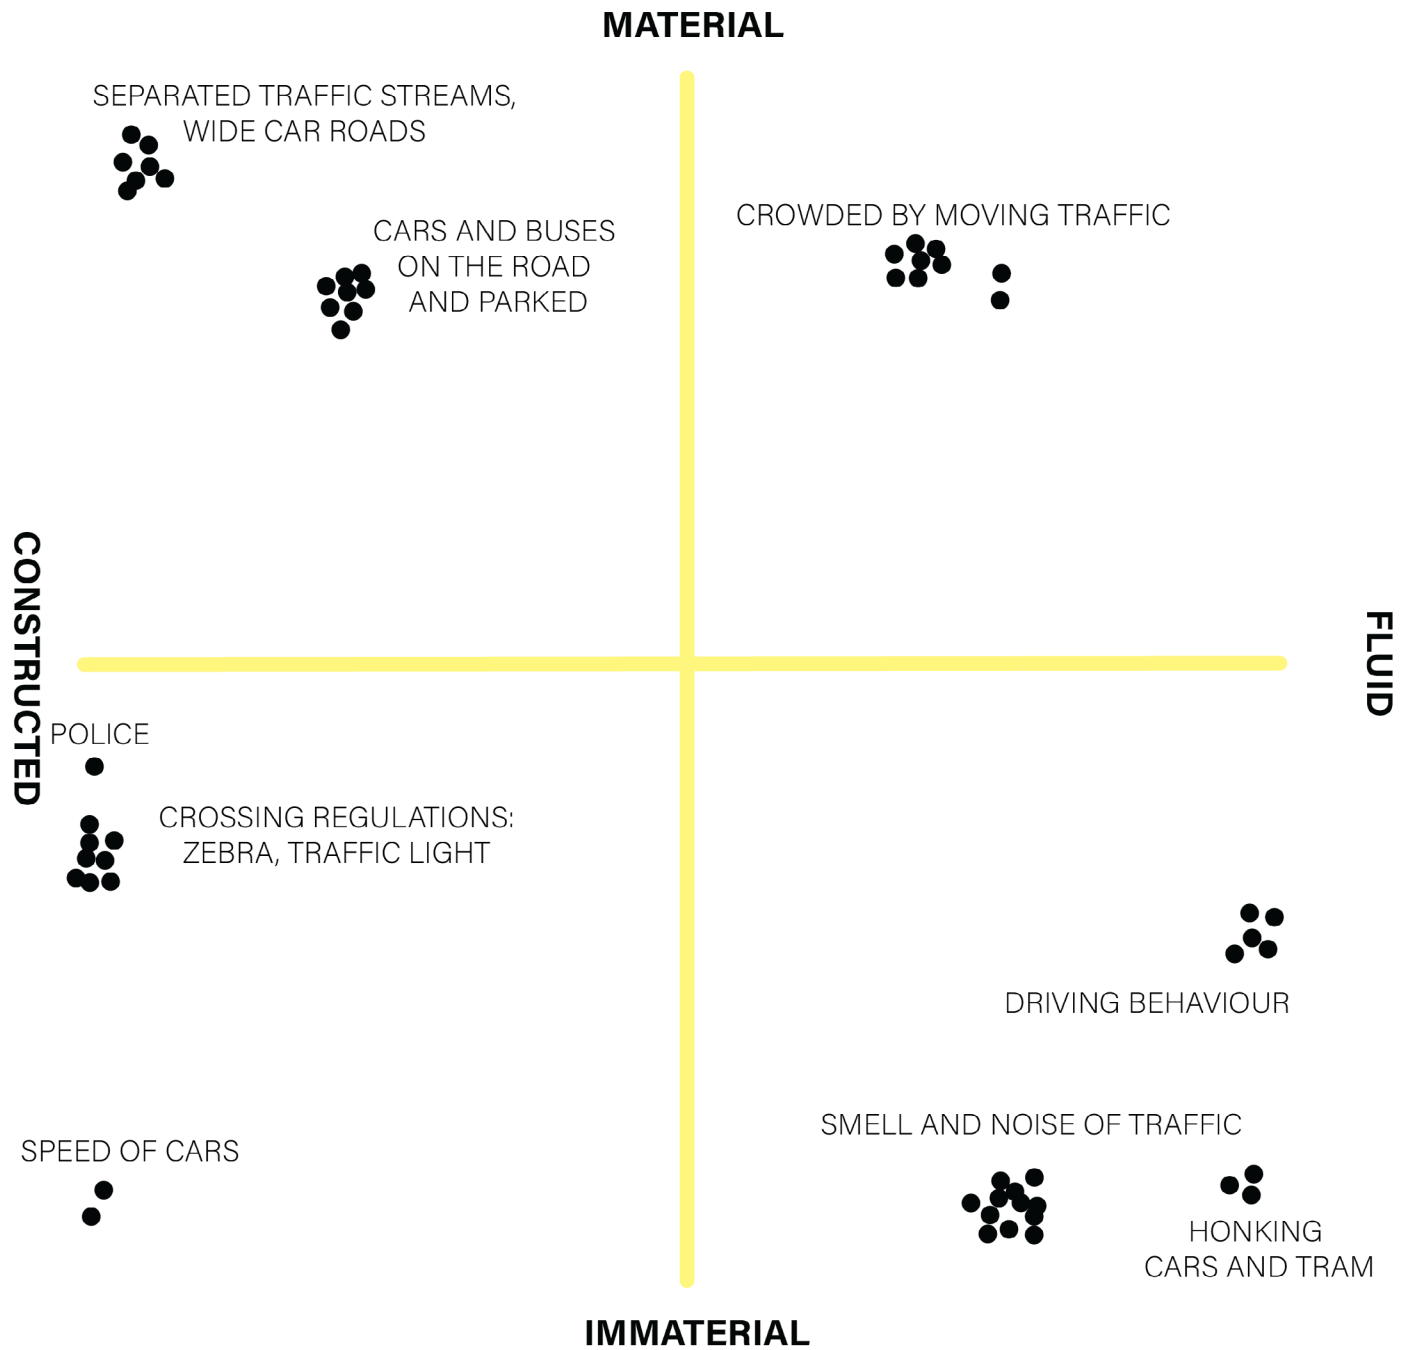 MATERIAL
SEPARATED TRAFFIC STREAMS,
WIDE CAR ROADS
CROWDED BY MOVING TRAFFIC
CARS AND BUSES
ON THE ROAD
AND PARKED
CONSTRUCTED
FLUID
POLICE
CROSSING REGULATIONS:
ZEBRA, TRAFFIC LIGHT
DRIVING BEHAVIOUR
SMELL AND NOISE OF TRAFFIC
SPEED OF CARS
HONKING
CARS AND TRAM
IMMATERIAL